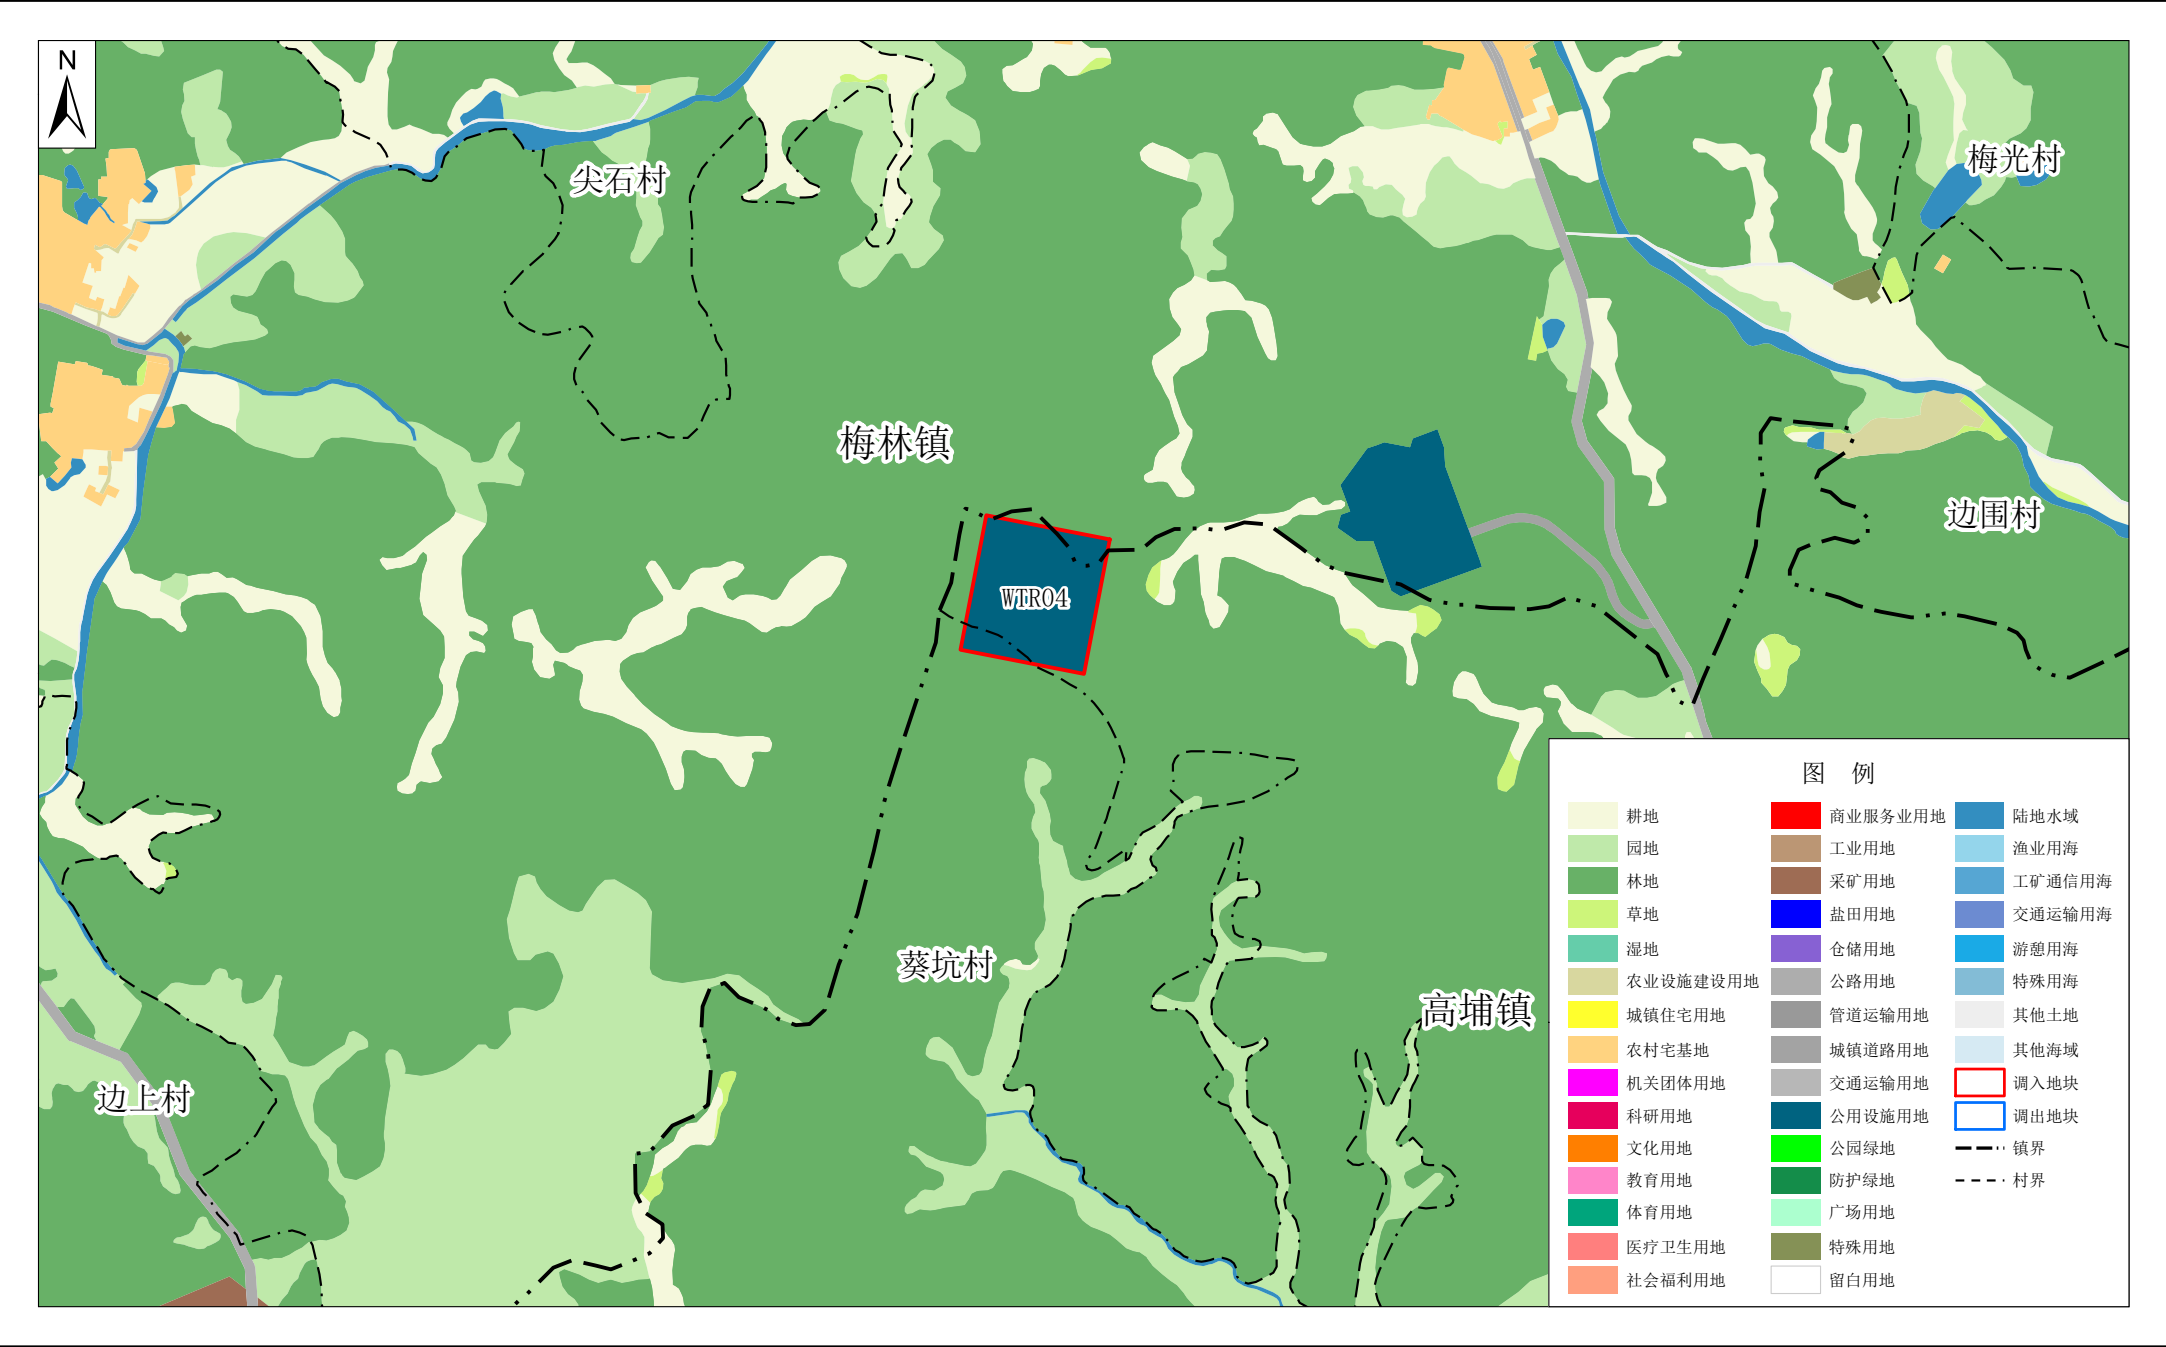 N
尖石村
梅光村
梅林镇
边围村
WTR04
葵坑村
高埔镇
边上村
图 例
耕地
园地
林地
草地
湿地
农业设施建设用地
城镇住宅用地
农村宅基地
机关团体用地
科研用地
文化用地
教育用地
体育用地
医疗卫生用地
社会福利用地
商业服务业用地
工业用地
采矿用地
盐田用地
仓储用地
公路用地
管道运输用地
城镇道路用地
交通运输用地
公用设施用地
公园绿地
防护绿地
广场用地
特殊用地
留白用地
陆地水域
渔业用海
工矿通信用海
交通运输用海
游憩用海
特殊用海
其他土地
其他海域
调入地块
调出地块
镇界
村界